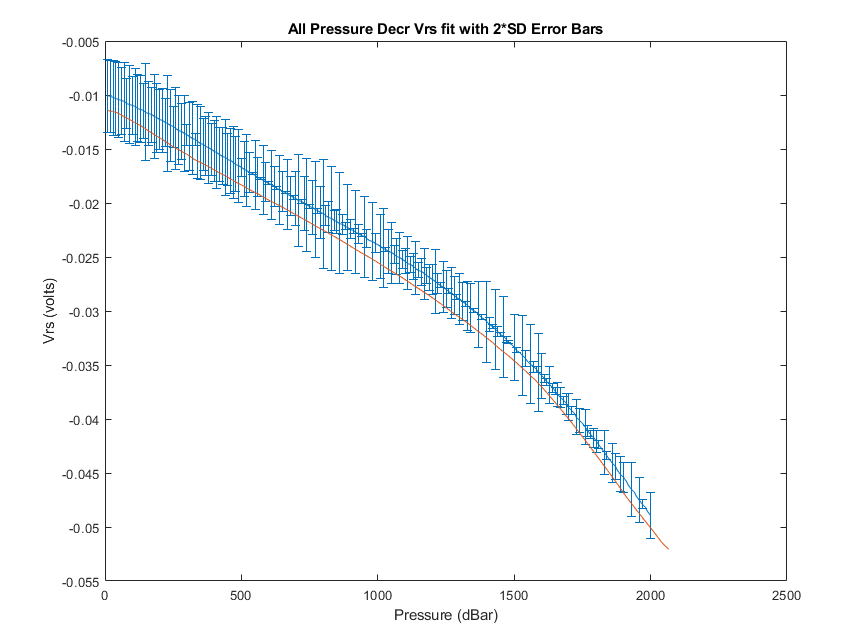 All Pressure Decr Vrs fit with 2*SD Error Bars
-0.005
-0.01
-0.015
-0.02
-0.025
-0.03
-0.035
-0.04
-0.045
-0.05
-0.055
Vrs (volts)
0 500 1000 1500 2000 2500
Pressure (dBar)